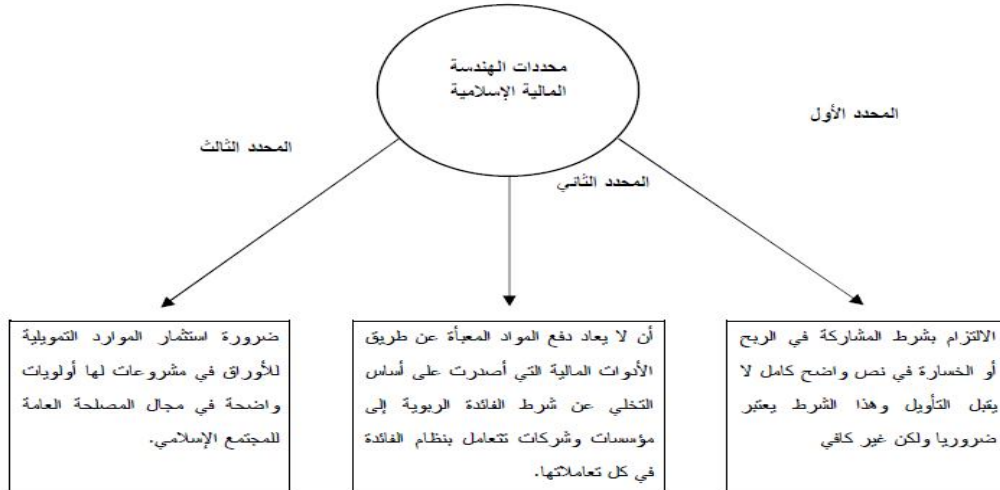 محددات الهندسة
المالية الإسلامية
المحدد الأول
المحدد الثاني
المحدد الثالث
الالتزام بشرط المشاركة في الربح
أو الخسارة في نص واضح كامل لا
يقبل التأويل وهذا الشرط يعتبر
ضروريا ولكن غير كافي
أن لا يعاد دفع المواد المعبأة عن طريق
الأدوات المالية التي أصدرت على أساس
التخلي عن شرط الفائدة الربوية إلى
مؤسسات وشركات تتعامل بنظام الفائدة
في كل تعاملاتها.
ضرورة استثمار الموارد التمويلية
للأوراق في مشروعات لها أولويات
واضحة في مجال المصلحة العامة
للمجتمع الإسلامي.